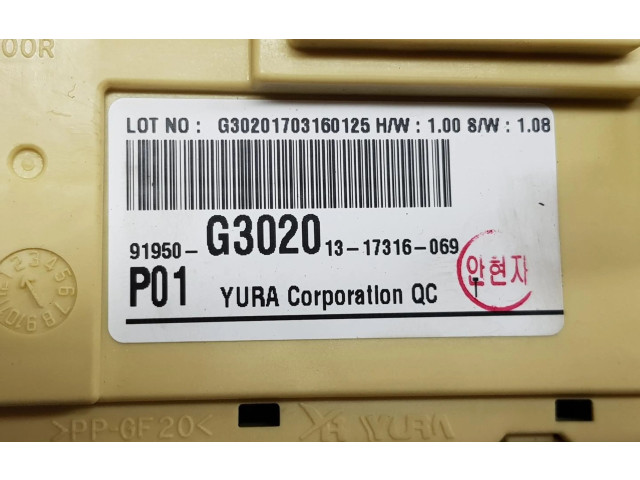 OOR
LOT NO : G30201703160125 H/W : 1.00 S/W : 1.08
91950-G3020 13-17316-069
P01 YURA Corporation QC
안현자
>PP-GF20< YURA